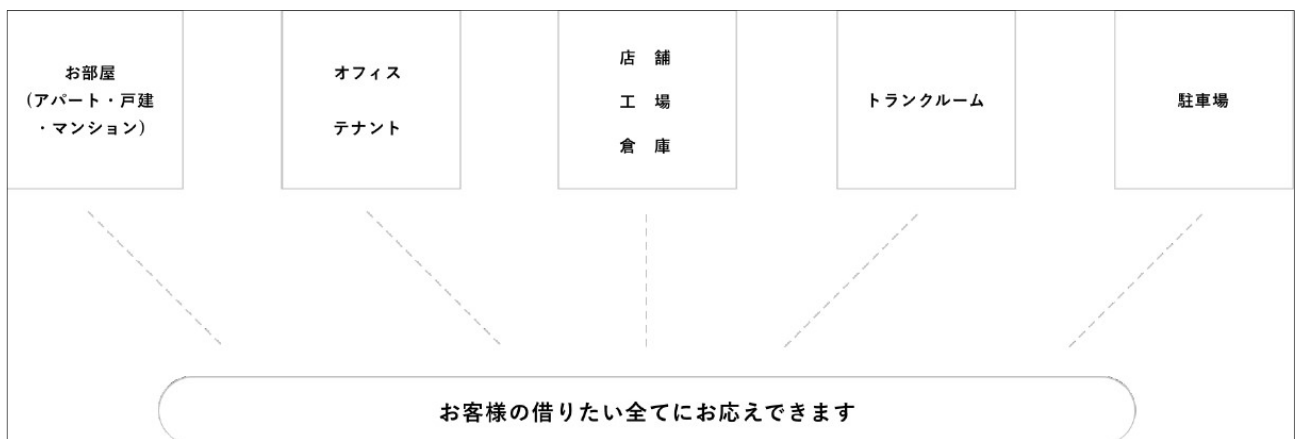 お部屋
(アパート・戸建
・マンション)
オフィス
テナント
店　舗
工　場
倉　庫
トランクルーム
駐車場
お客様の借りたい全てにお応えできます